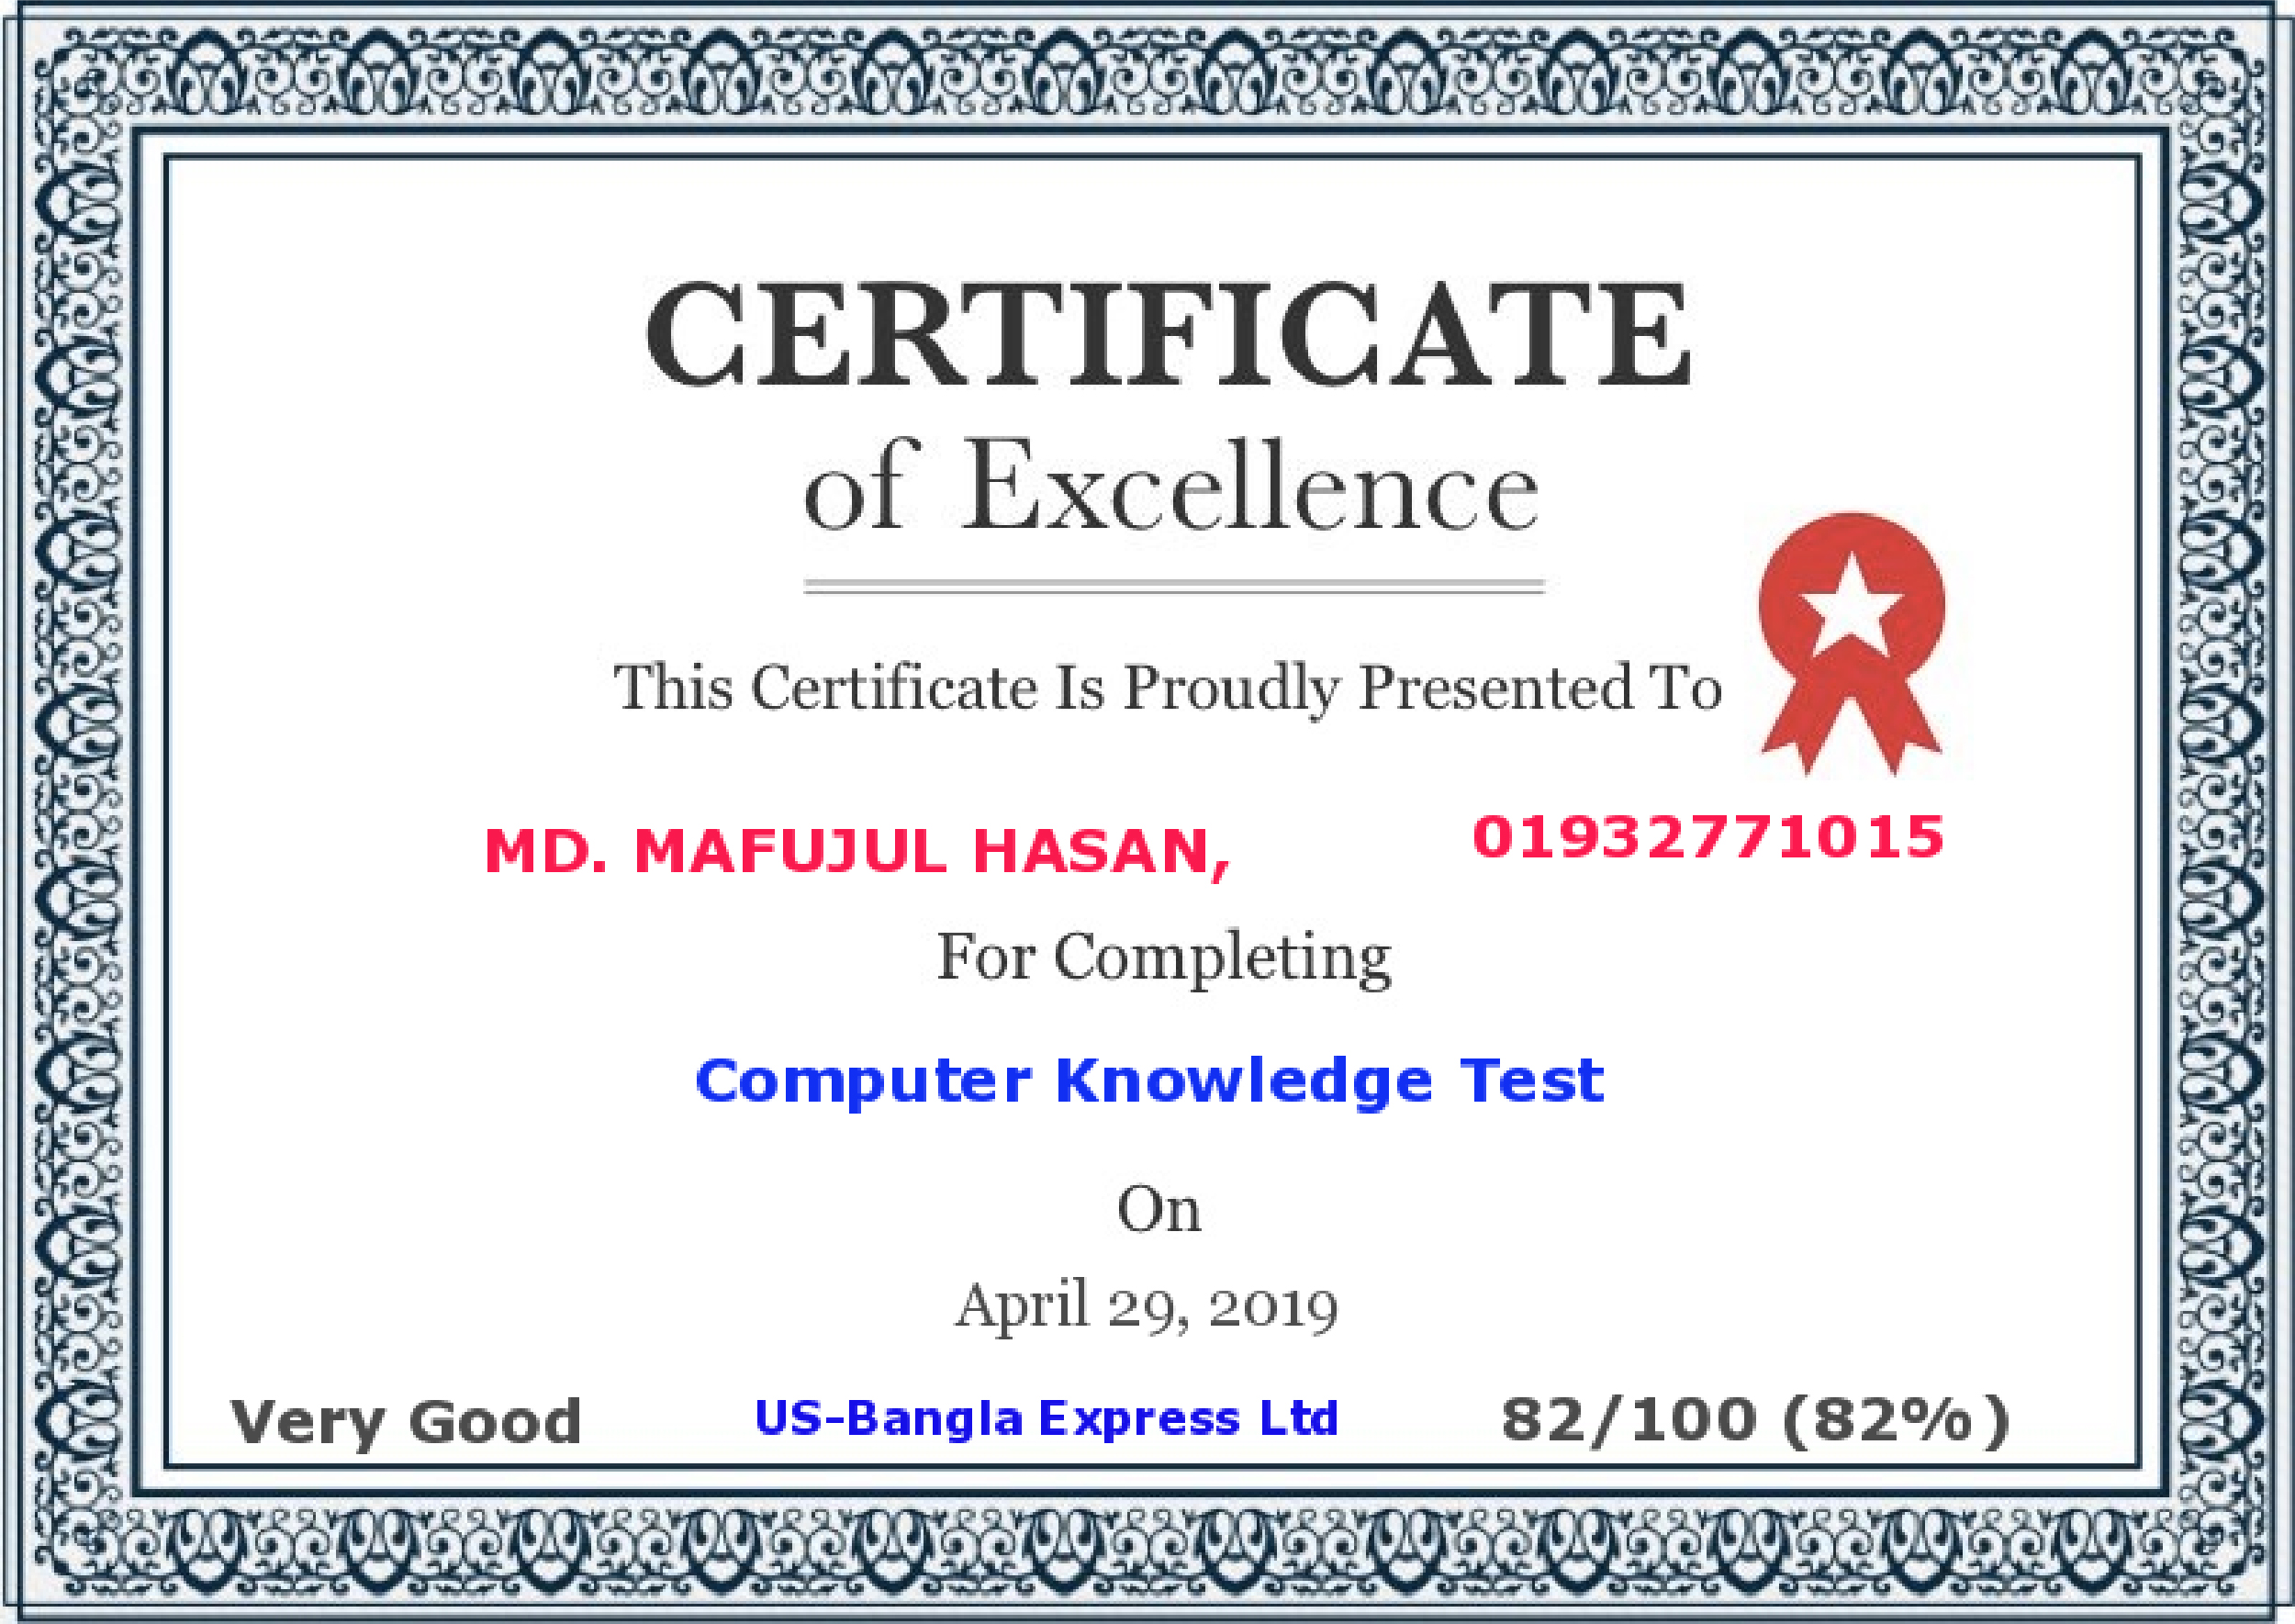 CERTIFICATE
of Excellence
This Certificate Is Proudly Presented To
MD. MAFUJUL HASAN, 01932771015
For Completing
Computer Knowledge Test
On
April 29, 2019
Very Good US-Bangla Express Ltd 82/100 (82%)